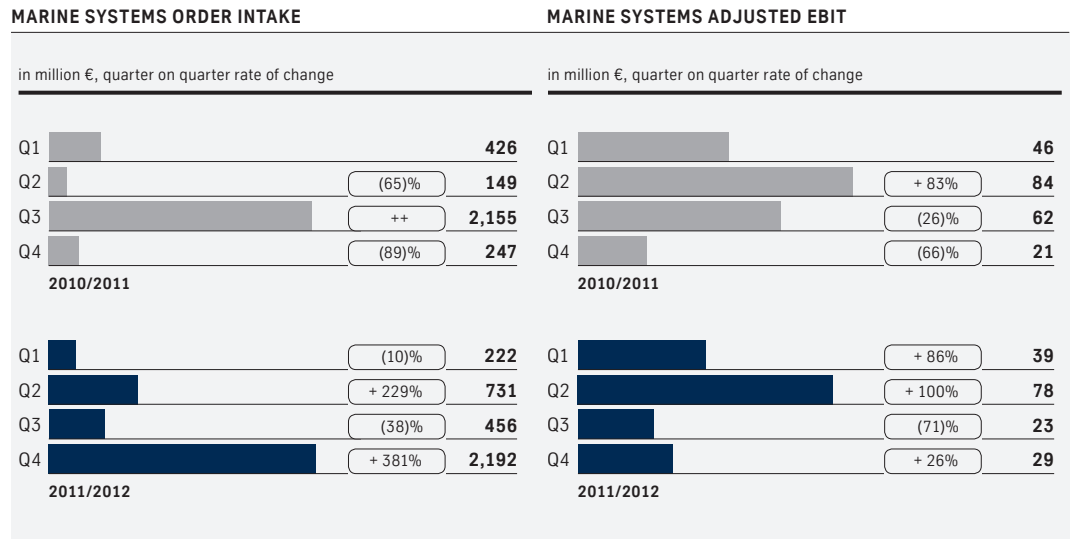 MARINE SYSTEMS ORDER INTAKE
in million €, quarter on quarter rate of change
Q1 426
Q2 (65)% 149
Q3 ++ 2,155
Q4 (89)% 247
2010/2011
Q1 (10)% 222
Q2 + 229% 731
Q3 (38)% 456
Q4 + 381% 2,192
2011/2012
MARINE SYSTEMS ADJUSTED EBIT
in million €, quarter on quarter rate of change
Q1 46
Q2 + 83% 84
Q3 (26)% 62
Q4 (66)% 21
2010/2011
Q1 + 86% 39
Q2 + 100% 78
Q3 (71)% 23
Q4 + 26% 29
2011/2012